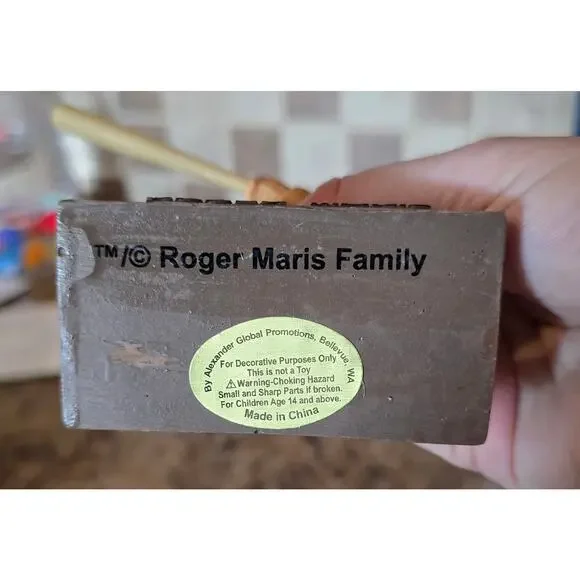 ™/© Roger Maris Family
By Alexander Global Promotions, Bellevue, WA
For Decorative Purposes Only
This is not a Toy
⚠Warning-Choking Hazard
Small and Sharp Parts if broken.
For Children Age 14 and above.
Made in China